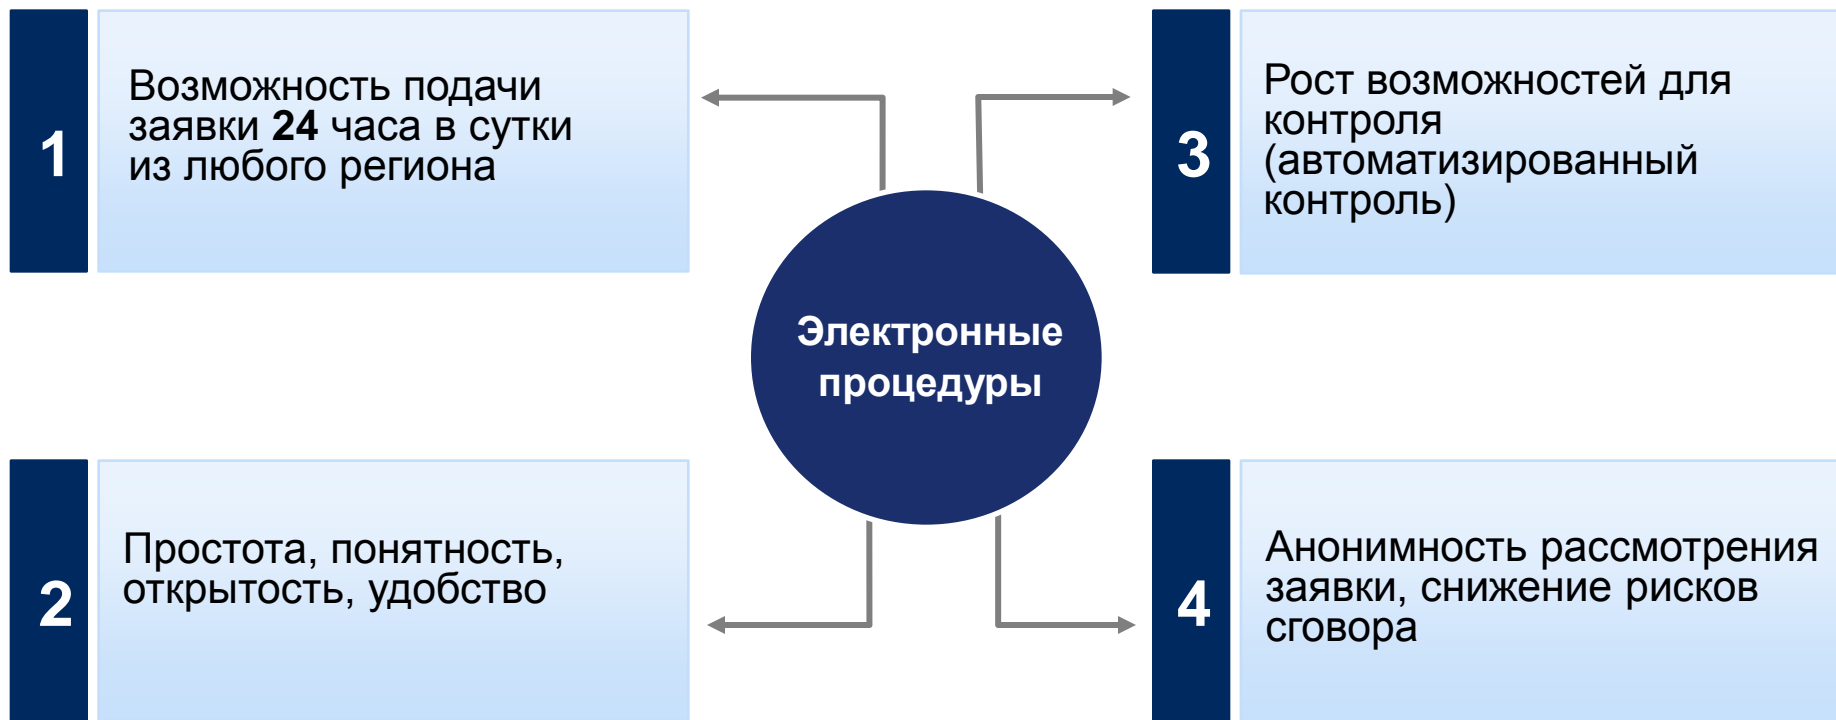 1
Возможность подачи
заявки 24 часа в сутки
из любого региона
2
Простота, понятность,
открытость, удобство
Электронные
процедуры
3
Рост возможностей для
контроля
(автоматизированный
контроль)
4
Анонимность рассмотрения
заявки, снижение рисков
сговора